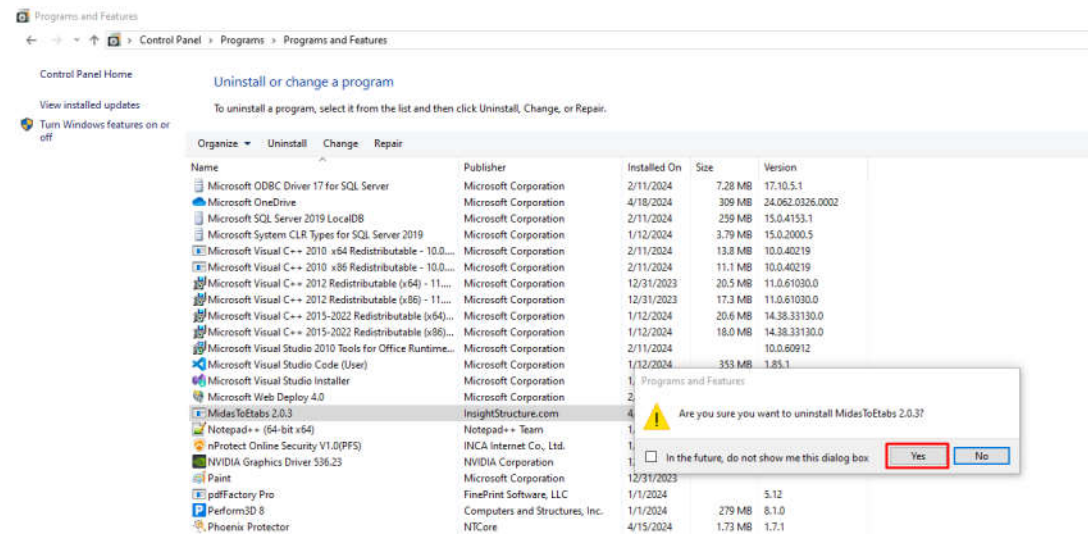 Programs and Features
Control Panel > Programs > Programs and Features
Control Panel Home
Uninstall or change a program
View installed updates
To uninstall a program, select it from the list and then click Uninstall, Change, or Repair.
Turn Windows features on or
off
Organize Uninstall Change Repair
Name Publisher Installed On Size Version
Microsoft ODBC Driver 17 for SQL Server Microsoft Corporation 2/11/2024 7.28 MB 17.10.5.1
Microsoft OneDrive Microsoft Corporation 4/18/2024 309 MB 24.062.0326.0002
Microsoft SQL Server 2019 LocalDB Microsoft Corporation 2/11/2024 259 MB 15.0.4153.1
Microsoft System CLR Types for SQL Server 2019 Microsoft Corporation 1/12/2024 3.79 MB 15.0.2000.5
Microsoft Visual C++ 2010 x64 Redistributable - 10.0.... Microsoft Corporation 2/11/2024 13.8 MB 10.0.40219
Microsoft Visual C++ 2010 x86 Redistributable - 10.0.... Microsoft Corporation 2/11/2024 11.1 MB 10.0.40219
Microsoft Visual C++ 2012 Redistributable (x64) - 11.... Microsoft Corporation 12/31/2023 20.5 MB 11.0.61030.0
Microsoft Visual C++ 2012 Redistributable (x86) - 11.... Microsoft Corporation 12/31/2023 17.3 MB 11.0.61030.0
Microsoft Visual C++ 2015-2022 Redistributable (x64)... Microsoft Corporation 1/12/2024 20.6 MB 14.38.33130.0
Microsoft Visual C++ 2015-2022 Redistributable (x86)... Microsoft Corporation 1/12/2024 18.0 MB 14.38.33130.0
Microsoft Visual Studio 2010 Tools for Office Runtime... Microsoft Corporation 2/11/2024 10.0.60912
Microsoft Visual Studio Code (User) Microsoft Corporation 1/12/2024 353 MB 1.85.1
Microsoft Visual Studio Installer Microsoft Corporation
Microsoft Web Deploy 4.0 Microsoft Corporation
MidasToEtabs 2.0.3 InsightStructure.com
Notepad++ (64-bit x64) Notepad++ Team
nProtect Online Security V1.0(PFS) INCA Internet Co., Ltd.
NVIDIA Graphics Driver 536.23 NVIDIA Corporation
Paint Microsoft Corporation 12/31/2023
pdfFactory Pro FinePrint Software, LLC 1/1/2024 5.12
Perform3D 8 Computers and Structures, Inc. 1/1/2024 279 MB 8.1.0
Phoenix Protector NTCore 4/15/2024 1.73 MB 1.7.1
Programs and Features
Are you sure you want to uninstall MidasToEtabs 2.0.3?
In the future, do not show me this dialog box Yes No